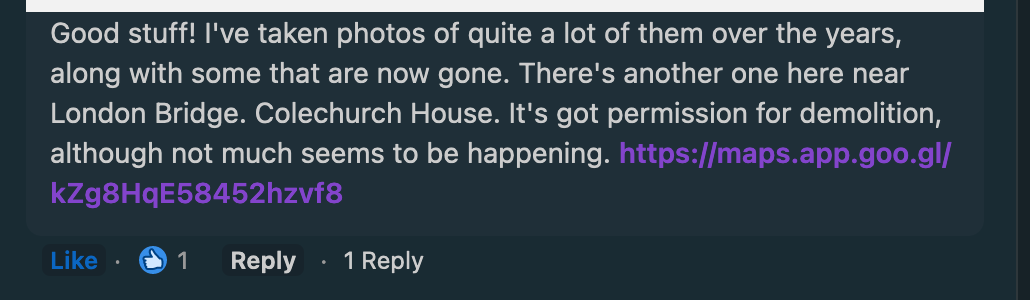 Good stuff! I've taken photos of quite a lot of them over the years,
along with some that are now gone. There's another one here near
London Bridge. Colechurch House. It's got permission for demolition,
although not much seems to be happening. https://maps.app.goo.gl/
kZg8HqE58452hzvf8
Like · 1 Reply · 1 Reply